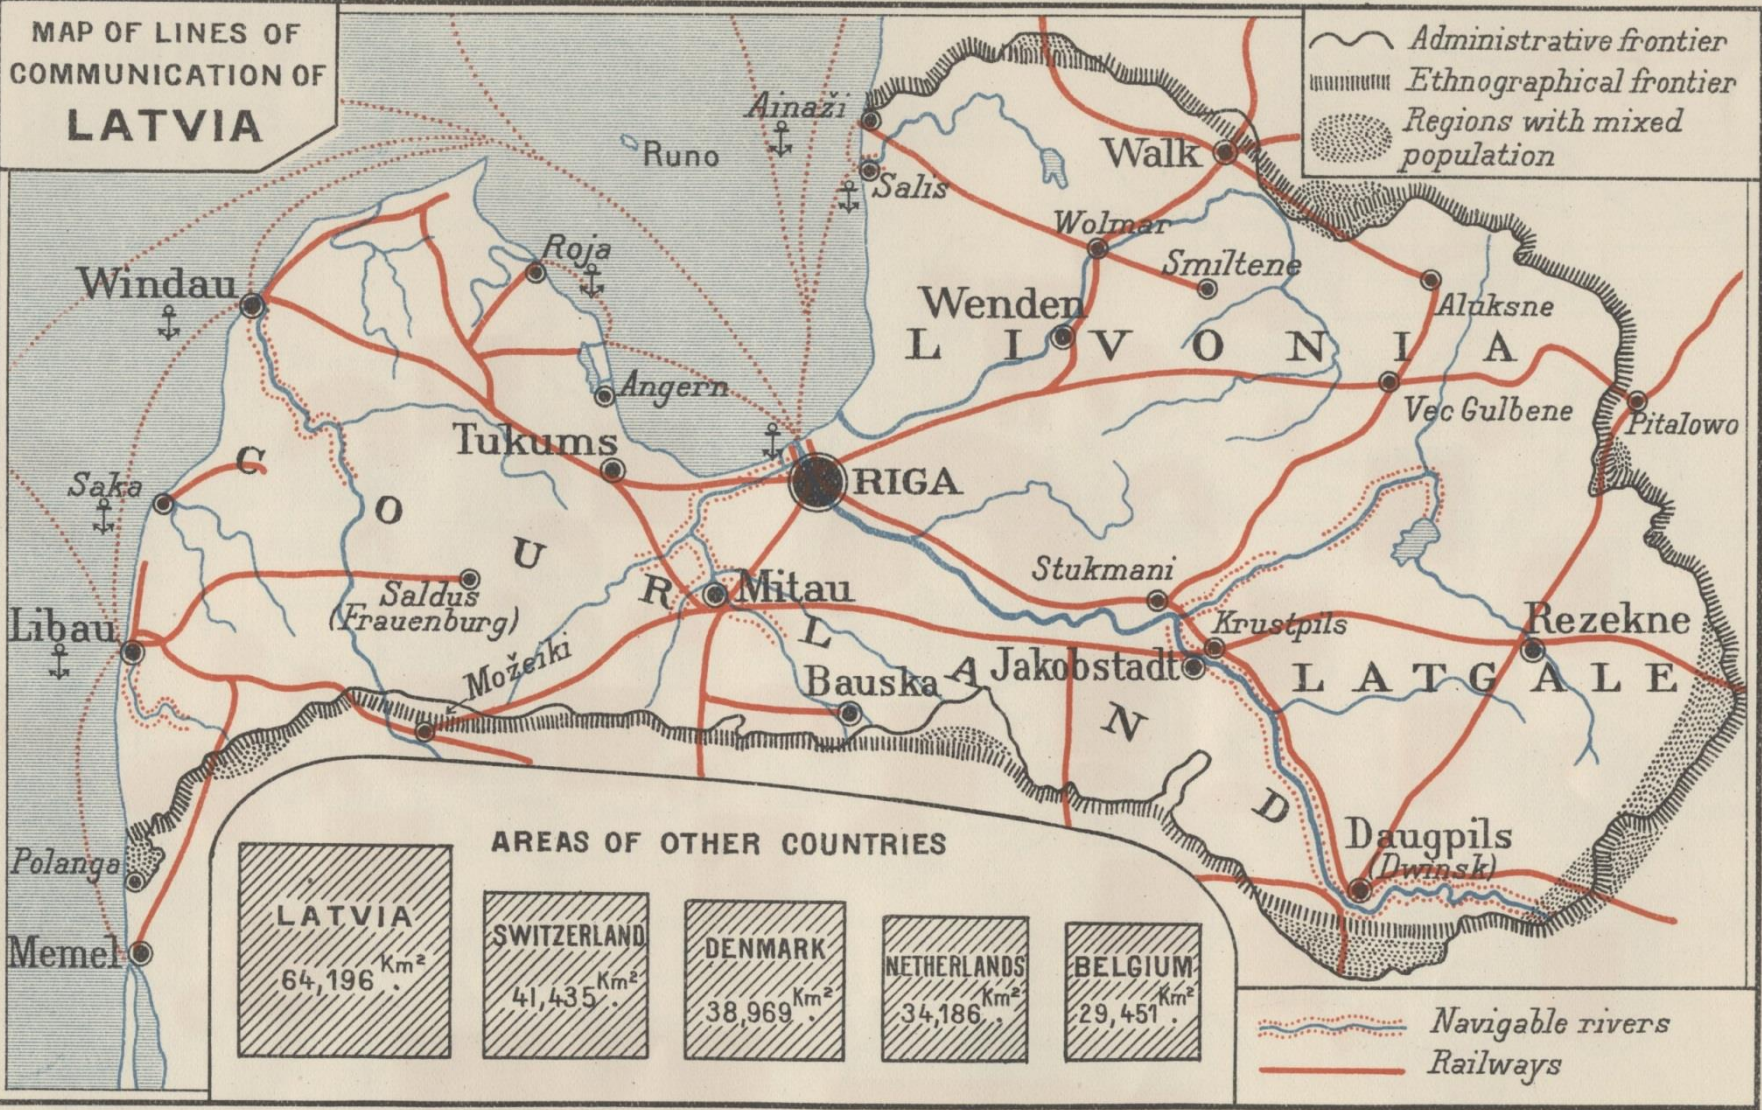 MAP OF LINES OF
COMMUNICATION OF
LATVIA
Administrative frontier
Ethnographical frontier
Regions with mixed
population
Ainaži
Runo
Walk
Salis
Wolmar
Roja
Smiltene
Windau
Wenden
Aluksne
LIVONIA
Angern
Vec Gulbene
Pitalowo
Tukums
COURLAND
Saka
RIGA
Stukmani
Saldus
(Frauenburg)
Mitau
Libau
Krustpils
Rezekne
Možeiki
Jakobstadt
Bauska
LATGALE
Daugpils
(Dwinsk)
Polanga
Memel
AREAS OF OTHER COUNTRIES
LATVIA
64,196 Km².
SWITZERLAND
41,435 Km².
DENMARK
38,969 Km².
NETHERLANDS
34,186 Km².
BELGIUM
29,451 Km².
Navigable rivers
Railways